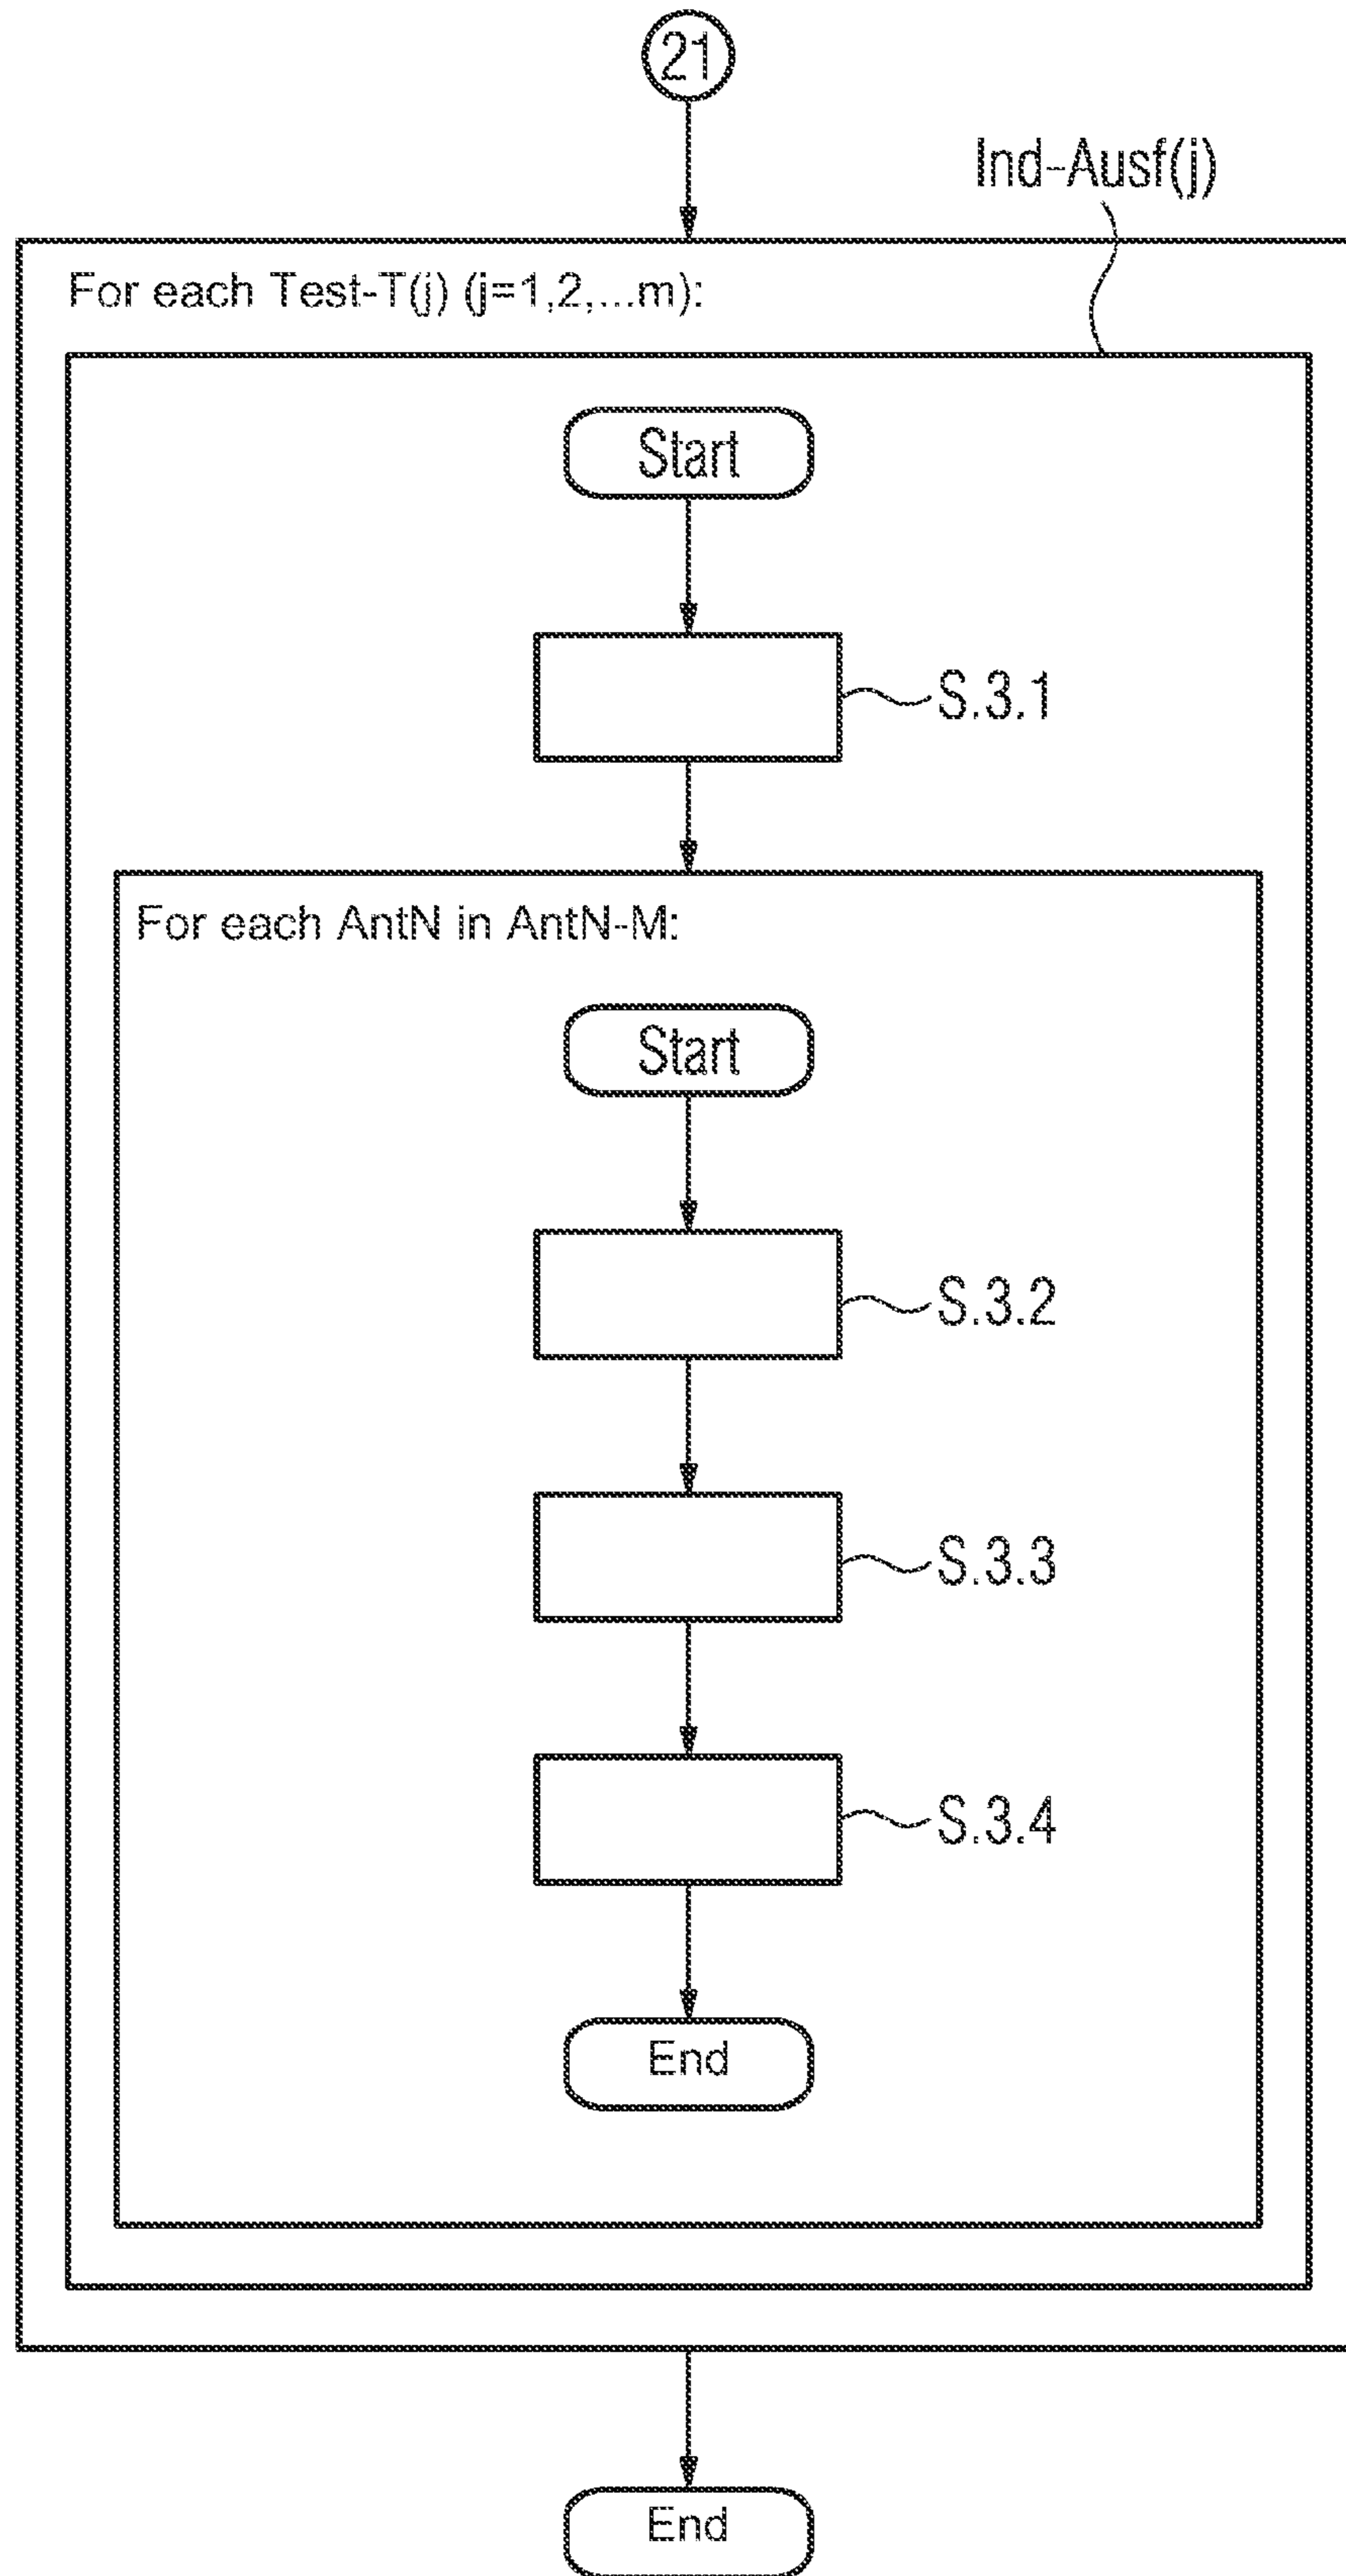 21
Ind-Ausf(j)
For each Test-T(j) (j=1,2,...m):
Start
S.3.1
For each AntN in AntN-M:
Start
S.3.2
S.3.3
S.3.4
End
End